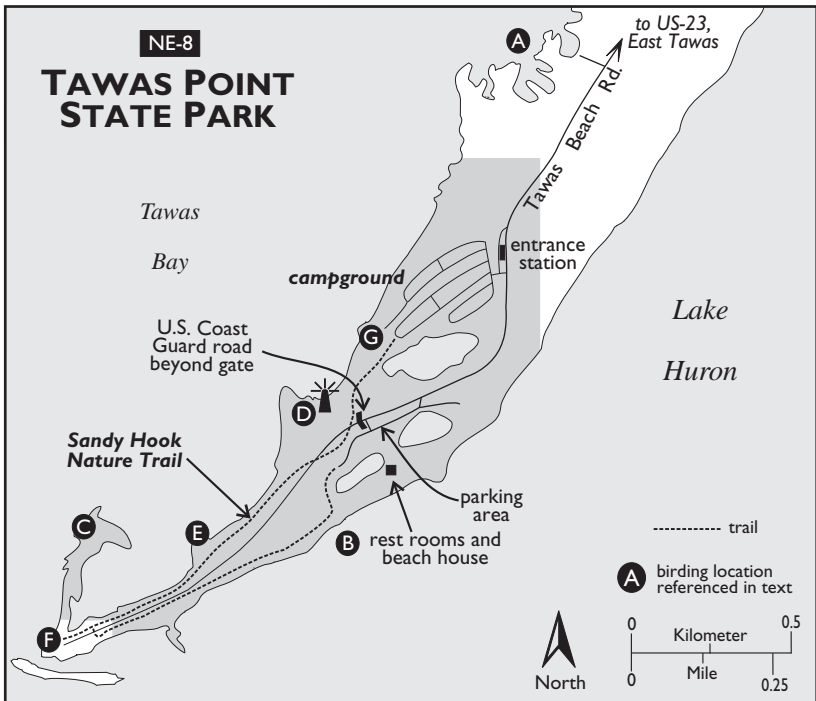 NE-8
TAWAS POINT
STATE PARK
A
to US-23,
East Tawas
Tawas Beach Rd.
Tawas
Bay
entrance
station
campground
Lake
Huron
U.S. Coast
Guard road
beyond gate
G
D
Sandy Hook
Nature Trail
parking
area
C
E
B
rest rooms and
beach house
trail
A
birding location
referenced in text
F
North
0
0.5
Kilometer
Mile
0
0.25